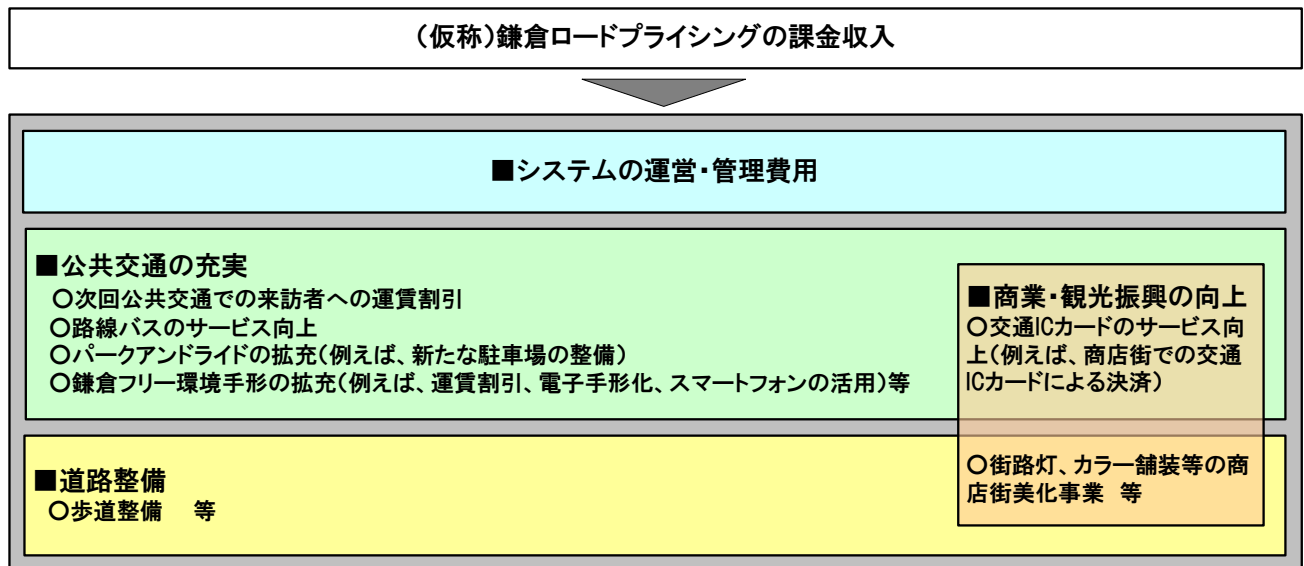 （仮称）鎌倉ロードプライシングの課金収入
■システムの運営・管理費用
■公共交通の充実
○次回公共交通での来訪者への運賃割引
○路線バスのサービス向上
○パークアンドライドの拡充（例えば、新たな駐車場の整備）
○鎌倉フリー環境手形の拡充（例えば、運賃割引、電子手形化、スマートフォンの活用）等
■商業・観光振興の向上
○交通ICカードのサービス向
上（例えば、商店街での交通
ICカードによる決済）
○街路灯、カラー舗装等の商
店街美化事業　等
■道路整備
○歩道整備　等